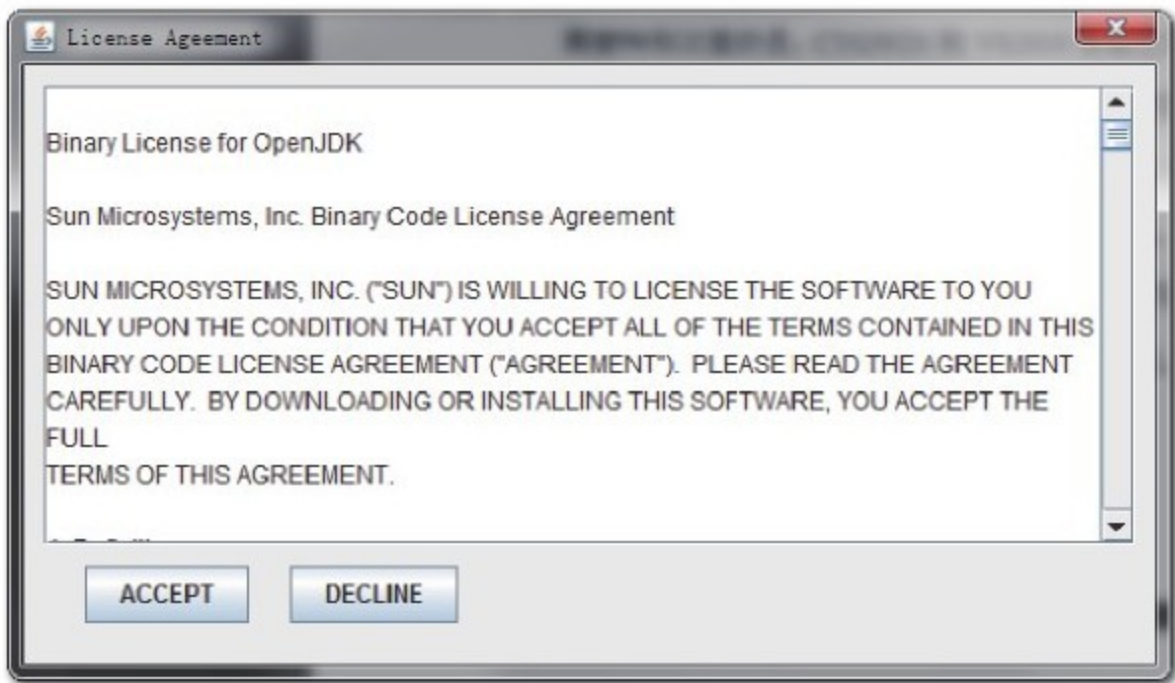 License Ageement
Binary License for OpenJDK
Sun Microsystems, Inc. Binary Code License Agreement
SUN MICROSYSTEMS, INC. ("SUN") IS WILLING TO LICENSE THE SOFTWARE TO YOU
ONLY UPON THE CONDITION THAT YOU ACCEPT ALL OF THE TERMS CONTAINED IN THIS
BINARY CODE LICENSE AGREEMENT ("AGREEMENT").  PLEASE READ THE AGREEMENT
CAREFULLY.  BY DOWNLOADING OR INSTALLING THIS SOFTWARE, YOU ACCEPT THE
FULL
TERMS OF THIS AGREEMENT.
ACCEPT DECLINE